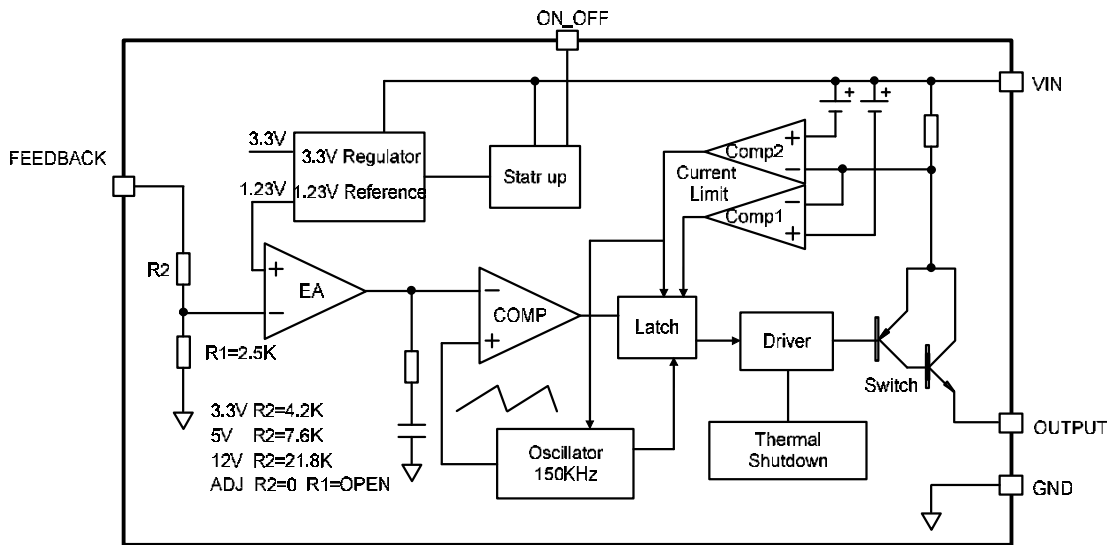 ON_OFF
VIN
FEEDBACK
3.3V
3.3V Regulator
1.23V
1.23V Reference
Statr up
+
+
+
Comp2
−
Current
Limit
−
Comp1
+
R2
+
EA
−
−
COMP
+
Latch
Driver
R1=2.5K
Switch
3.3V R2=4.2K
5V R2=7.6K
12V R2=21.8K
ADJ R2=0 R1=OPEN
Oscillator
150KHz
Thermal
Shutdown
OUTPUT
GND